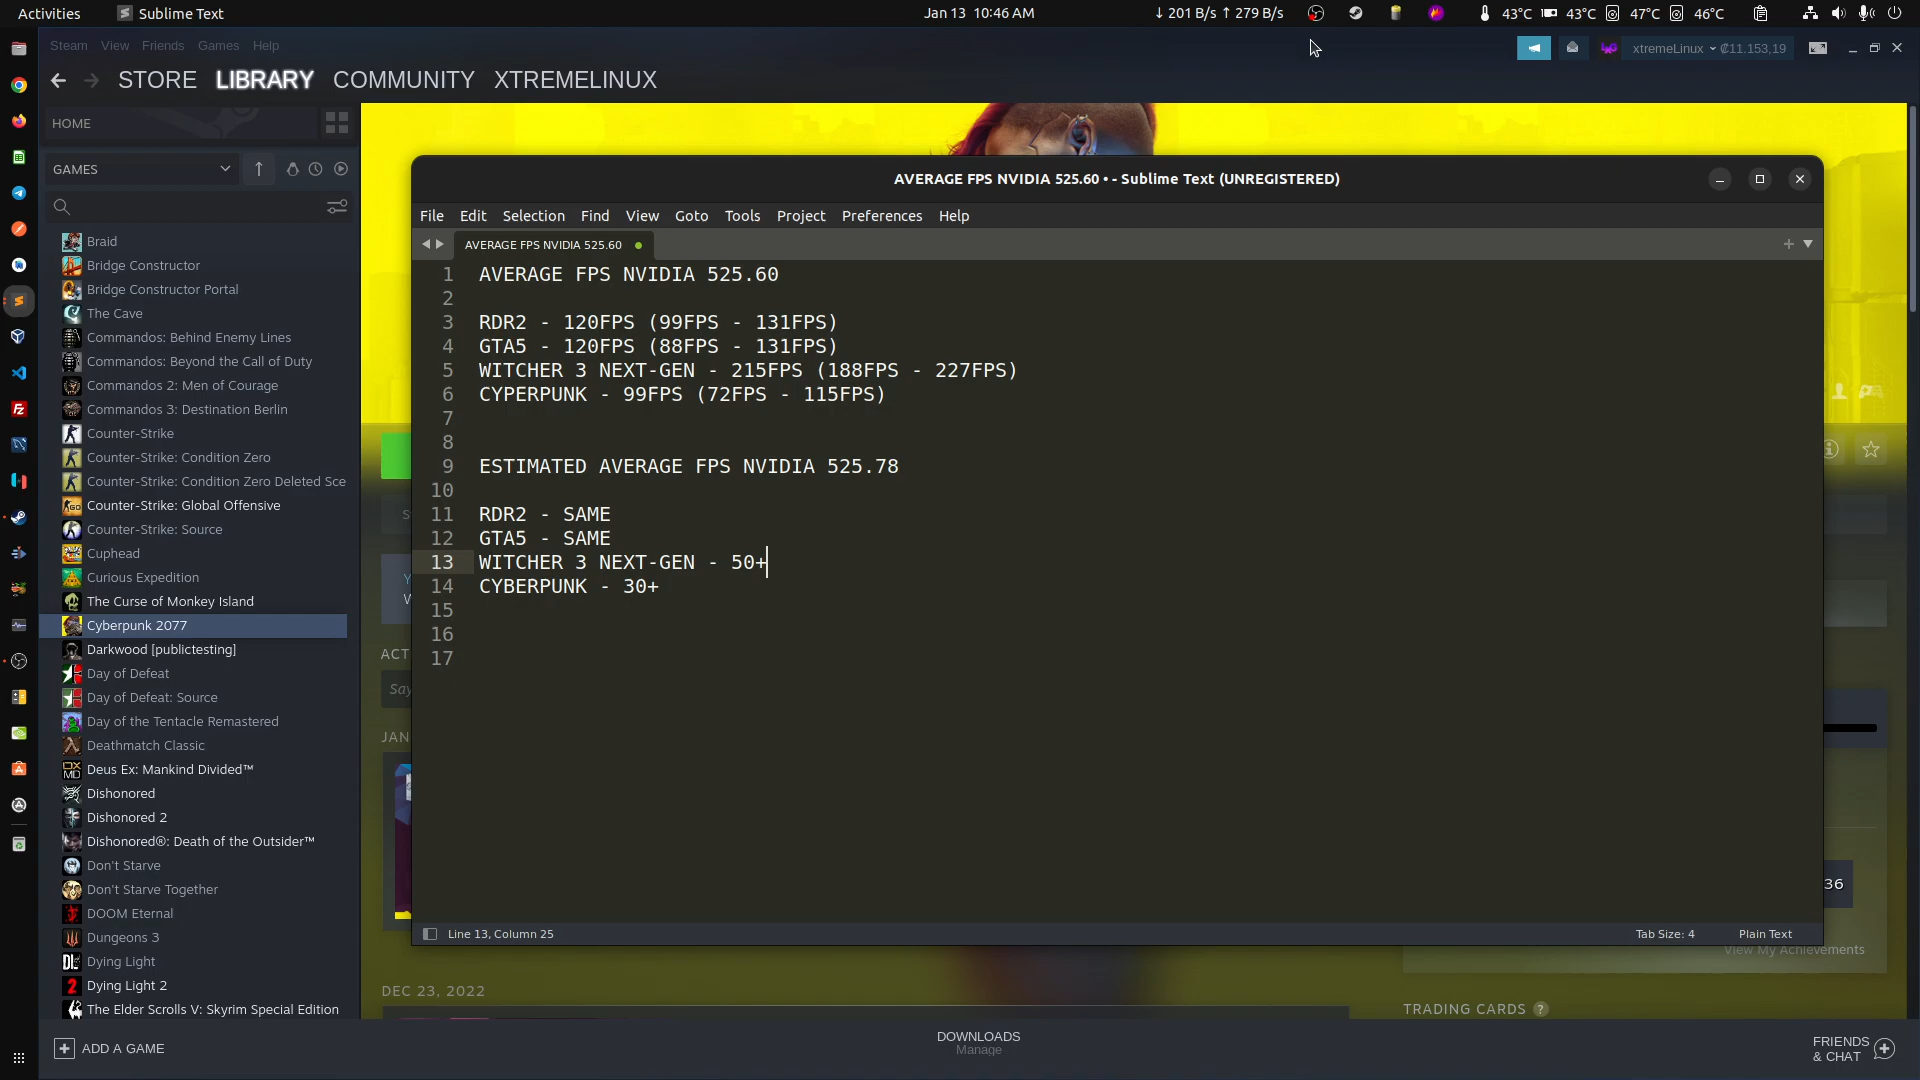 Activities
Sublime Text
Jan 13 10:46 AM
↓ 201 B/s ↑ 279 B/s
43°C
43°C
47°C
46°C
Steam View Friends Games Help
xtremeLinux
₡11.153,19
STORE LIBRARY COMMUNITY XTREMELINUX
HOME
GAMES
Braid
Bridge Constructor
Bridge Constructor Portal
The Cave
Commandos: Behind Enemy Lines
Commandos: Beyond the Call of Duty
Commandos 2: Men of Courage
Commandos 3: Destination Berlin
Counter-Strike
Counter-Strike: Condition Zero
Counter-Strike: Condition Zero Deleted Sce
Counter-Strike: Global Offensive
Counter-Strike: Source
Cuphead
Curious Expedition
The Curse of Monkey Island
Cyberpunk 2077
Darkwood [publictesting]
Day of Defeat
Day of Defeat: Source
Day of the Tentacle Remastered
Deathmatch Classic
Deus Ex: Mankind Divided™
Dishonored
Dishonored 2
Dishonored®: Death of the Outsider™
Don't Starve
Don't Starve Together
DOOM Eternal
Dungeons 3
Dying Light
Dying Light 2
The Elder Scrolls V: Skyrim Special Edition
ADD A GAME
AVERAGE FPS NVIDIA 525.60 • - Sublime Text (UNREGISTERED)
File Edit Selection Find View Goto Tools Project Preferences Help
AVERAGE FPS NVIDIA 525.60
1 AVERAGE FPS NVIDIA 525.60
2
3 RDR2 - 120FPS (99FPS - 131FPS)
4 GTA5 - 120FPS (88FPS - 131FPS)
5 WITCHER 3 NEXT-GEN - 215FPS (188FPS - 227FPS)
6 CYPERPUNK - 99FPS (72FPS - 115FPS)
7
8
9 ESTIMATED AVERAGE FPS NVIDIA 525.78
10
11 RDR2 - SAME
12 GTA5 - SAME
13 WITCHER 3 NEXT-GEN - 50+
14 CYBERPUNK - 30+
15
16
17
Line 13, Column 25
Tab Size: 4
Plain Text
ACT
Say
JAN
36
View My Achievements
DEC 23, 2022
TRADING CARDS ?
DOWNLOADS
Manage
FRIENDS
& CHAT